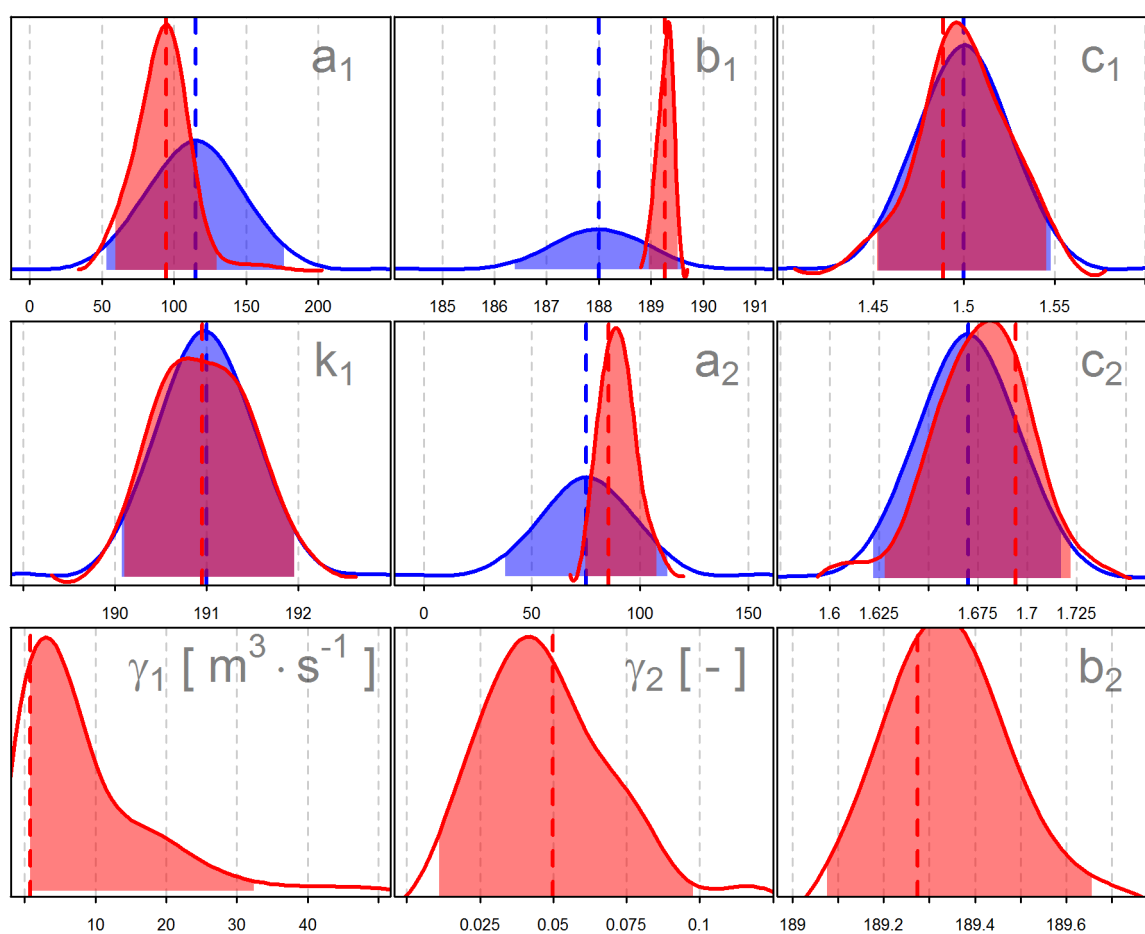 a₁ b₁ c₁
0 50 100 150 200 185 186 187 188 189 190 191 1.45 1.5 1.55
k₁ a₂ c₂
190 191 192 0 50 100 150 1.6 1.625 1.675 1.7 1.725
γ₁ [ m³ · s⁻¹ ] γ₂ [ - ] b₂
10 20 30 40 0.025 0.05 0.075 0.1 189 189.2 189.4 189.6